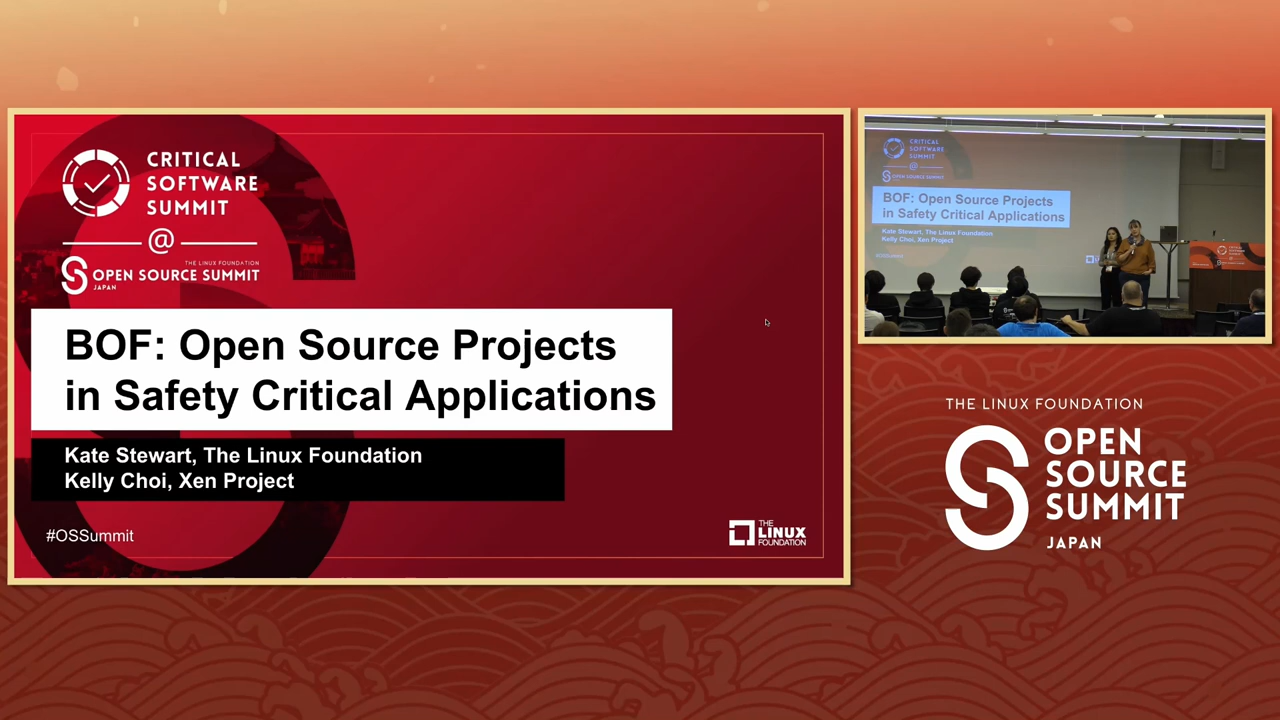 CRITICAL
SOFTWARE
SUMMIT
@
THE LINUX FOUNDATION
OPEN SOURCE SUMMIT
JAPAN
BOF: Open Source Projects
in Safety Critical Applications
Kate Stewart, The Linux Foundation
Kelly Choi, Xen Project
#OSSummit
THE
LINUX
FOUNDATION
CRITICAL
SOFTWARE
SUMMIT
@
OPEN SOURCE SUMMIT
BOF: Open Source Projects
in Safety Critical Applications
Kate Stewart, The Linux Foundation
Kelly Choi, Xen Project
#OSSummit
THE LINUX FOUNDATION
OPEN
SOURCE
SUMMIT
JAPAN